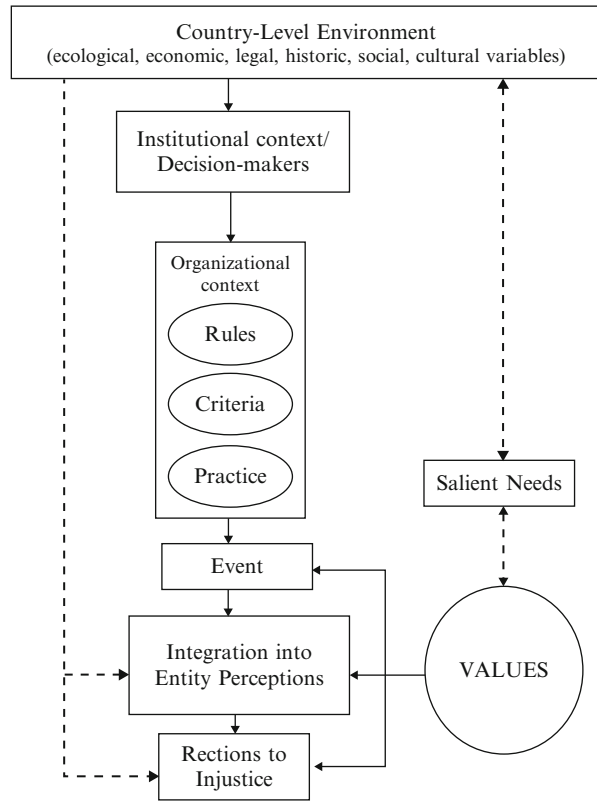 Country-Level Environment
(ecological, economic, legal, historic, social, cultural variables)
Institutional context/
Decision-makers
Organizational
context
Rules
Criteria
Practice
Salient Needs
Event
Integration into
Entity Perceptions
VALUES
Rections to
Injustice